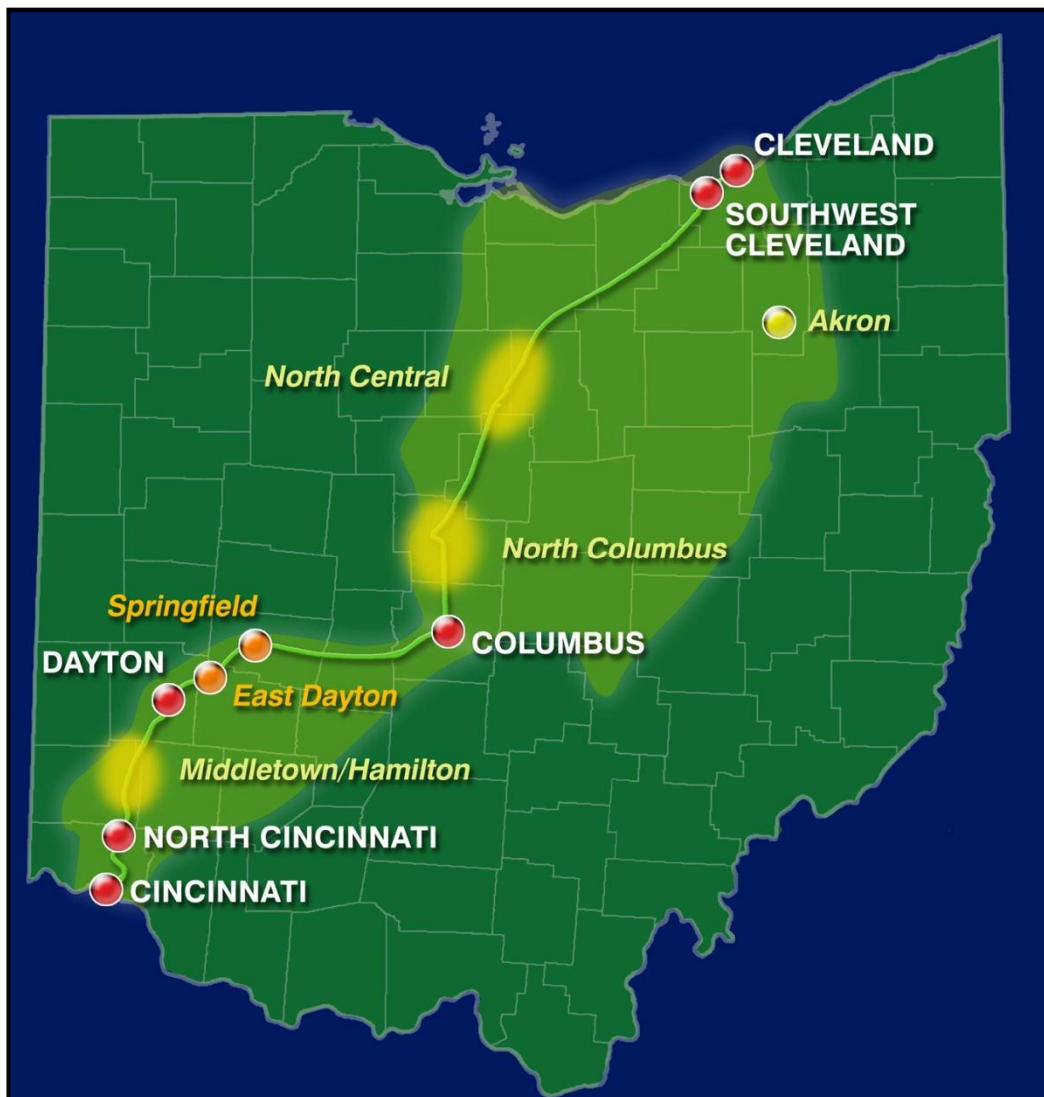 CLEVELAND
SOUTHWEST
CLEVELAND
Akron
North Central
North Columbus
Springfield
COLUMBUS
DAYTON
East Dayton
Middletown/Hamilton
NORTH CINCINNATI
CINCINNATI